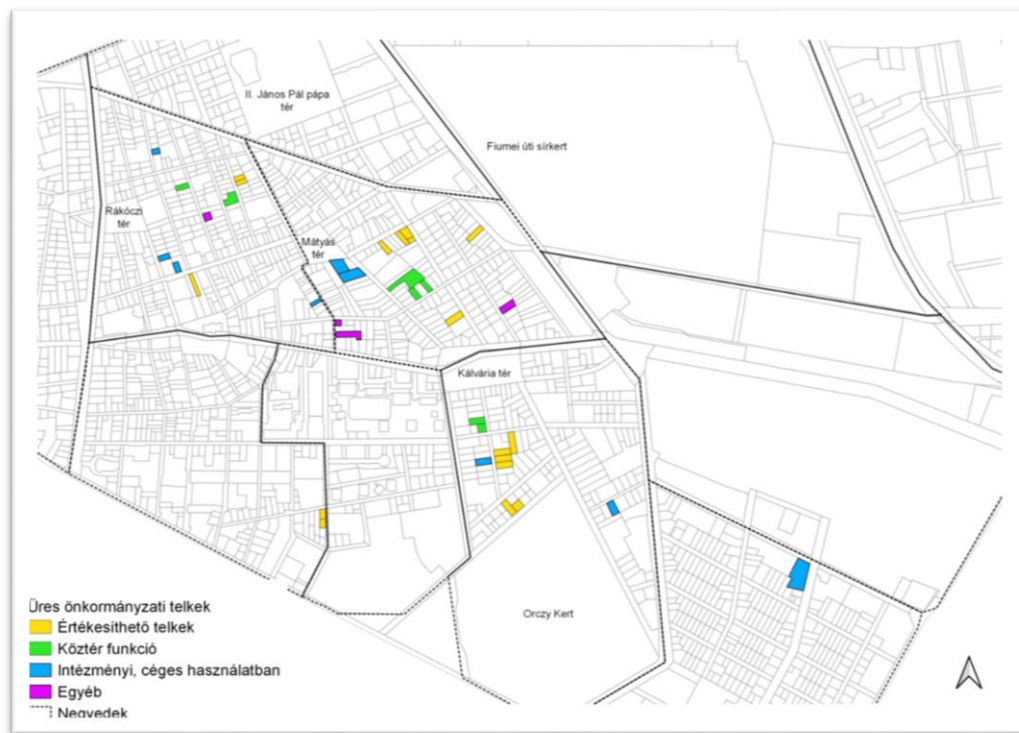 II. János Pál pápa
tér
Fiumei úti sírkert
Rákóczi
tér
Mátyás
tér
Kálvária tér
Orczy Kert
Üres önkormányzati telkek
Értékesíthető telkek
Köztér funkció
Intézményi, céges használatban
Egyéb
Negyedek